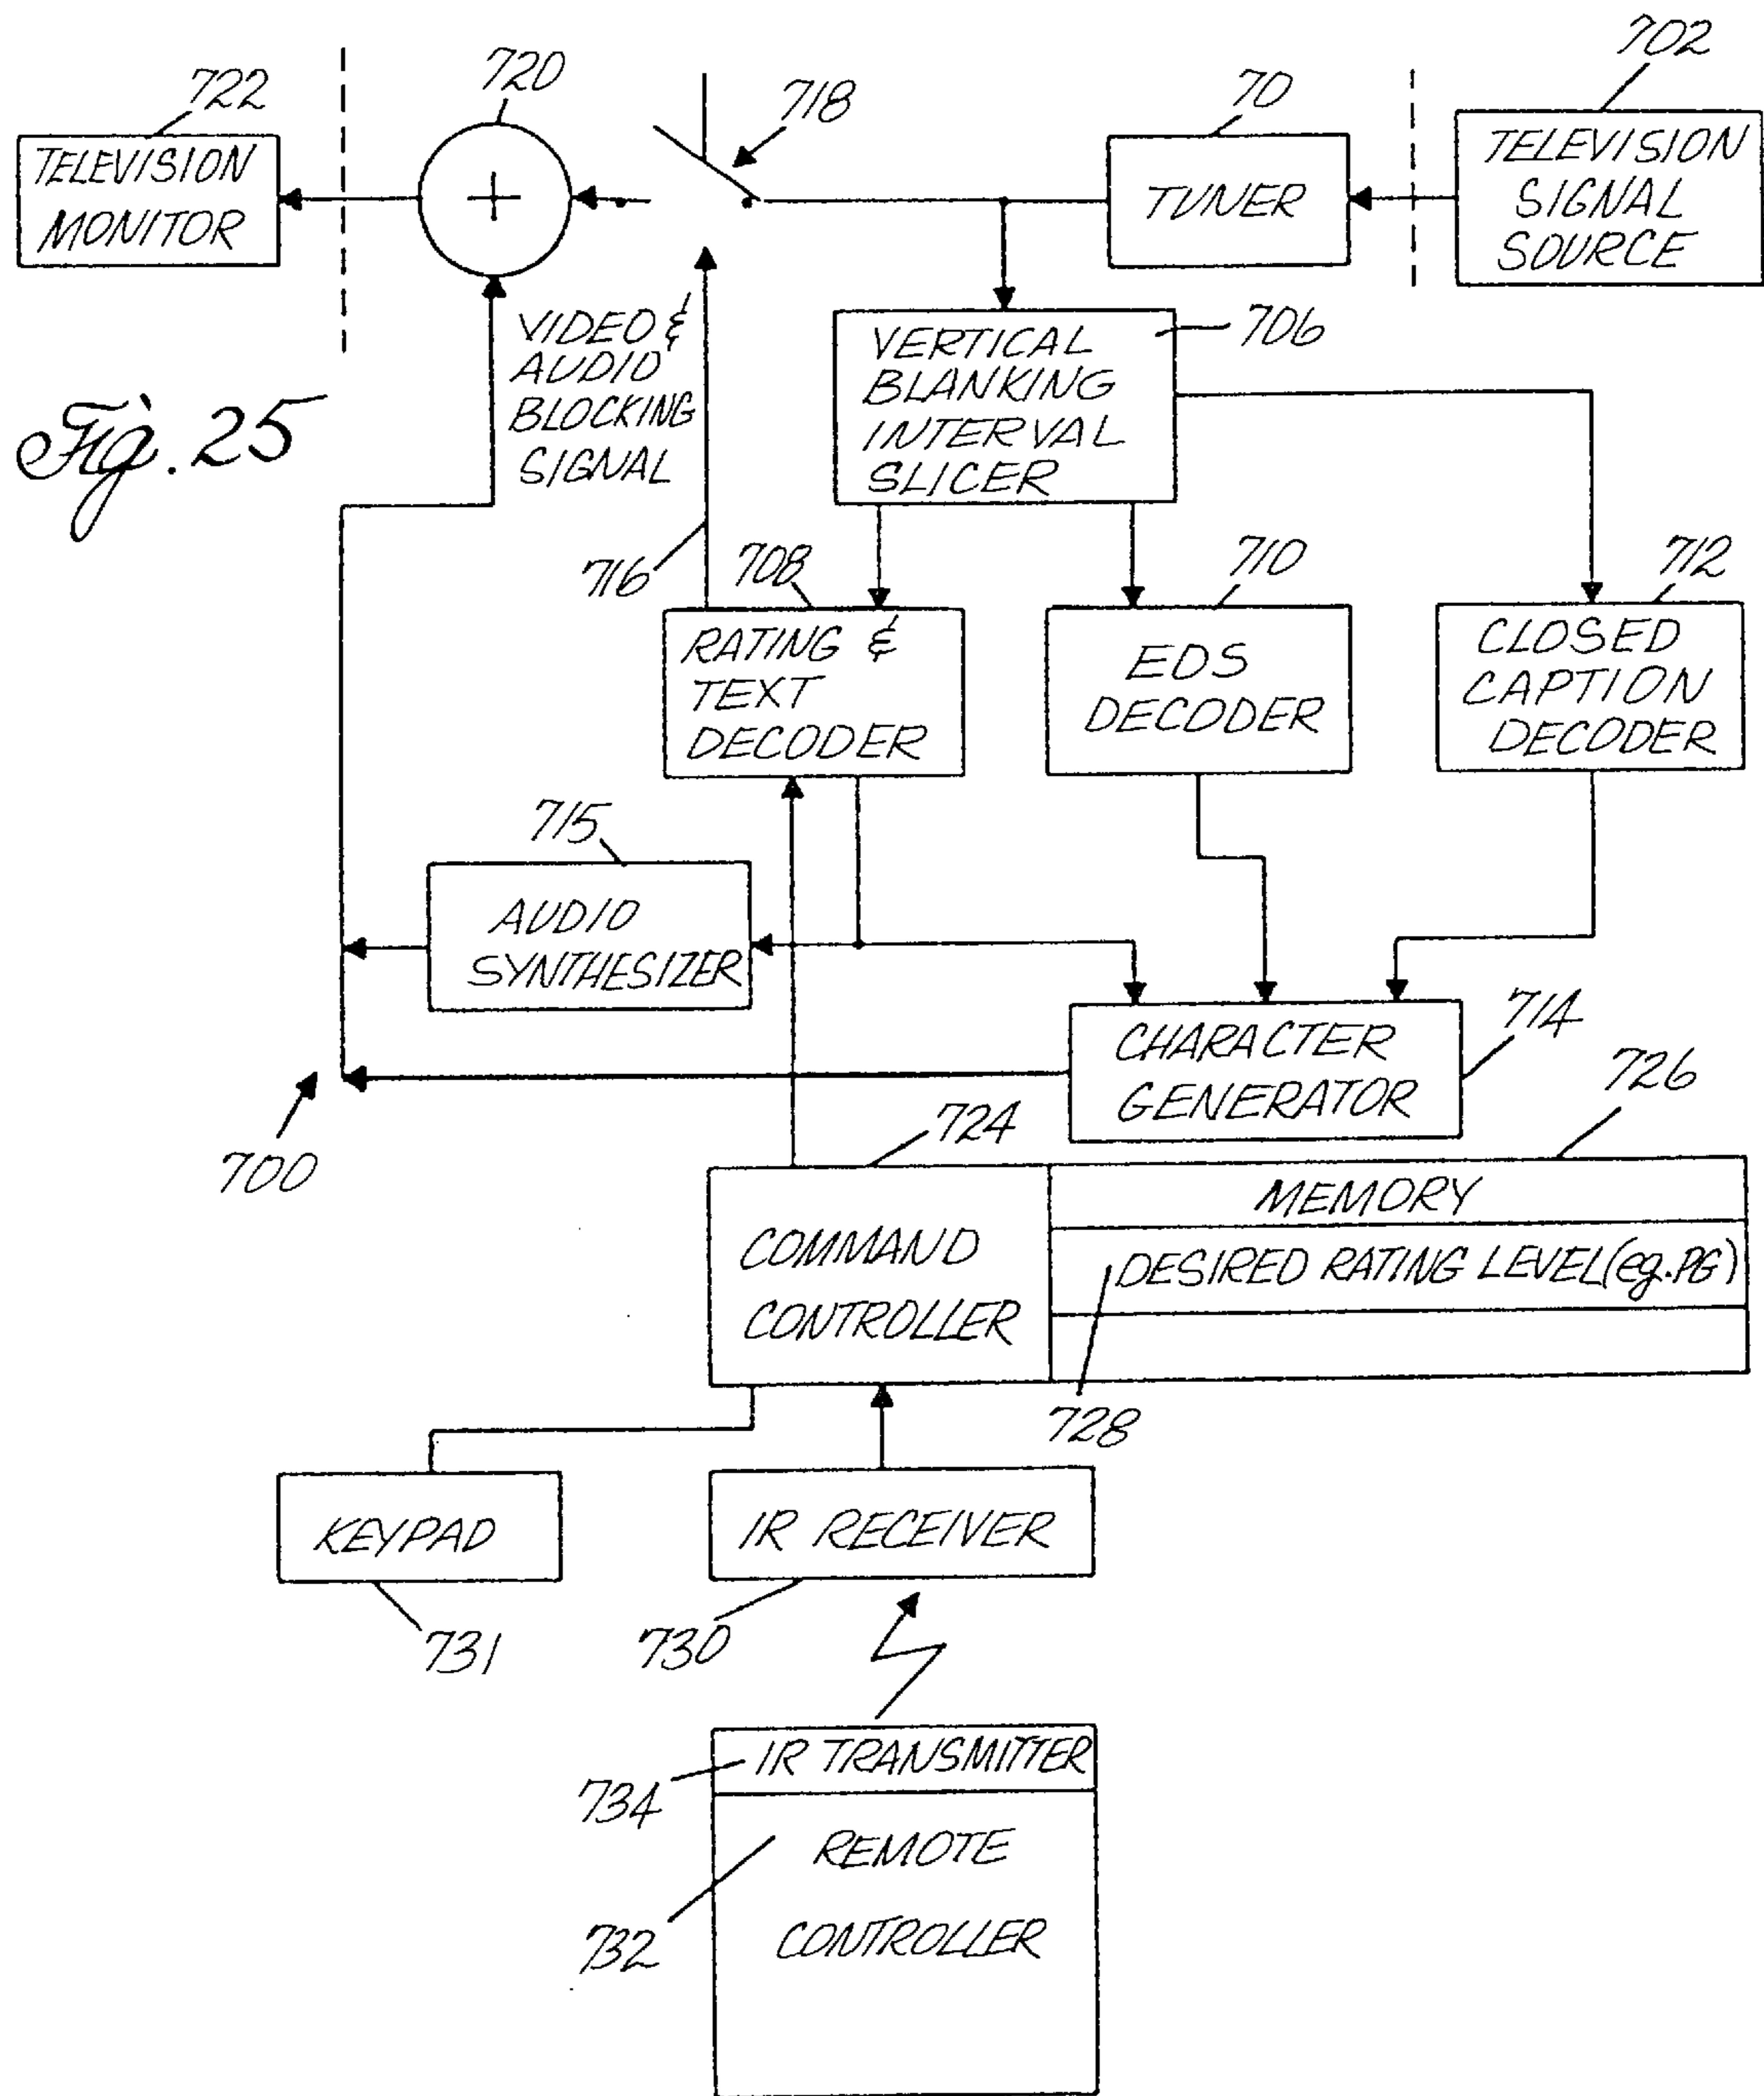 702
722
720
718
70
TELEVISION
MONITOR
+
TUNER
TELEVISION
SIGNAL
SOURCE
Fig. 25
VIDEO &
AUDIO
BLOCKING
SIGNAL
706
VERTICAL
BLANKING
INTERVAL
SLICER
716
708
710
712
RATING &
TEXT
DECODER
EDS
DECODER
CLOSED
CAPTION
DECODER
715
AUDIO
SYNTHESIZER
714
CHARACTER
GENERATOR
700
724
726
COMMAND
CONTROLLER
MEMORY
DESIRED RATING LEVEL(eg.PG)
728
KEYPAD
731
IR RECEIVER
730
IR TRANSMITTER
734
REMOTE
CONTROLLER
732